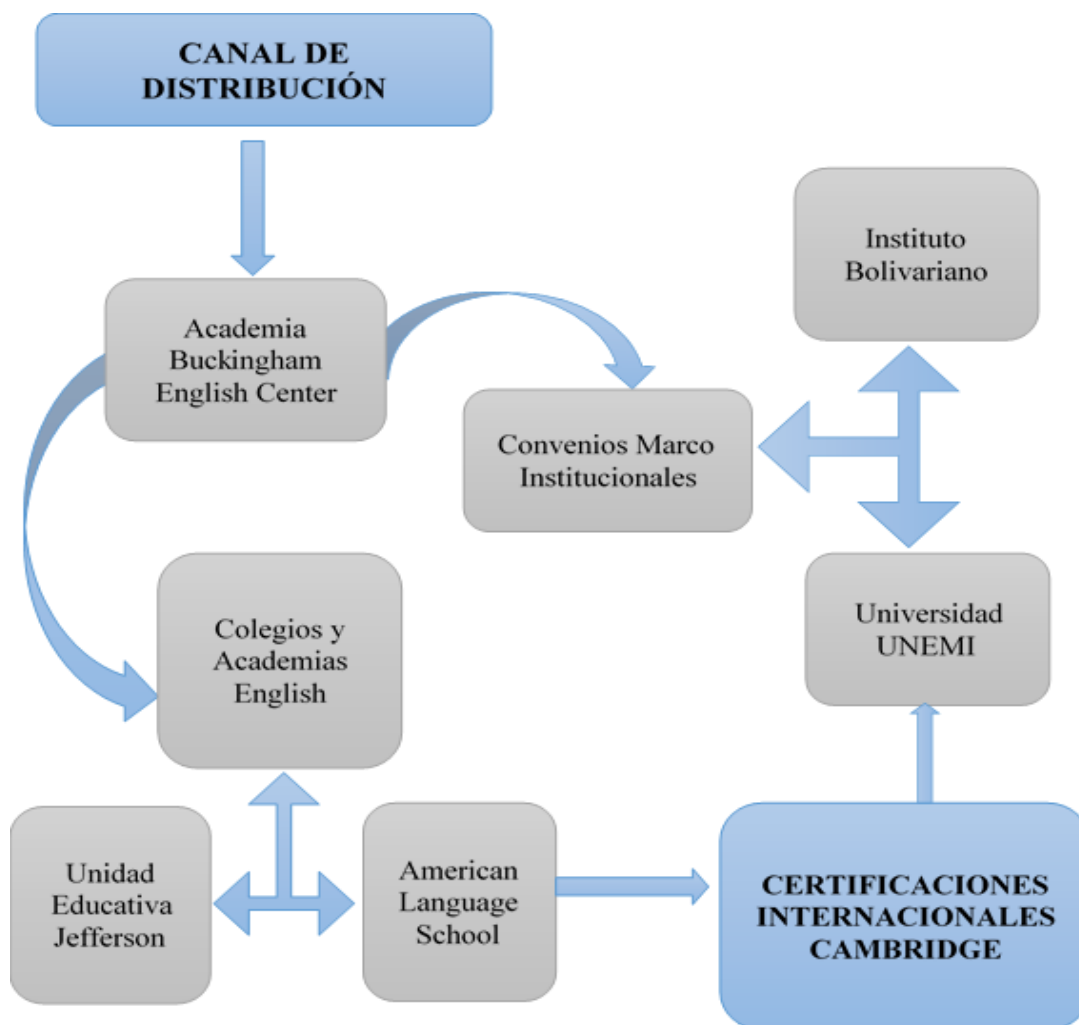 CANAL DE
DISTRIBUCIÓN
Instituto
Bolivariano
Academia
Buckingham
English Center
Convenios Marco
Institucionales
Universidad
UNEMI
Colegios y
Academias
English
Unidad
Educativa
Jefferson
American
Language
School
CERTIFICACIONES
INTERNACIONALES
CAMBRIDGE